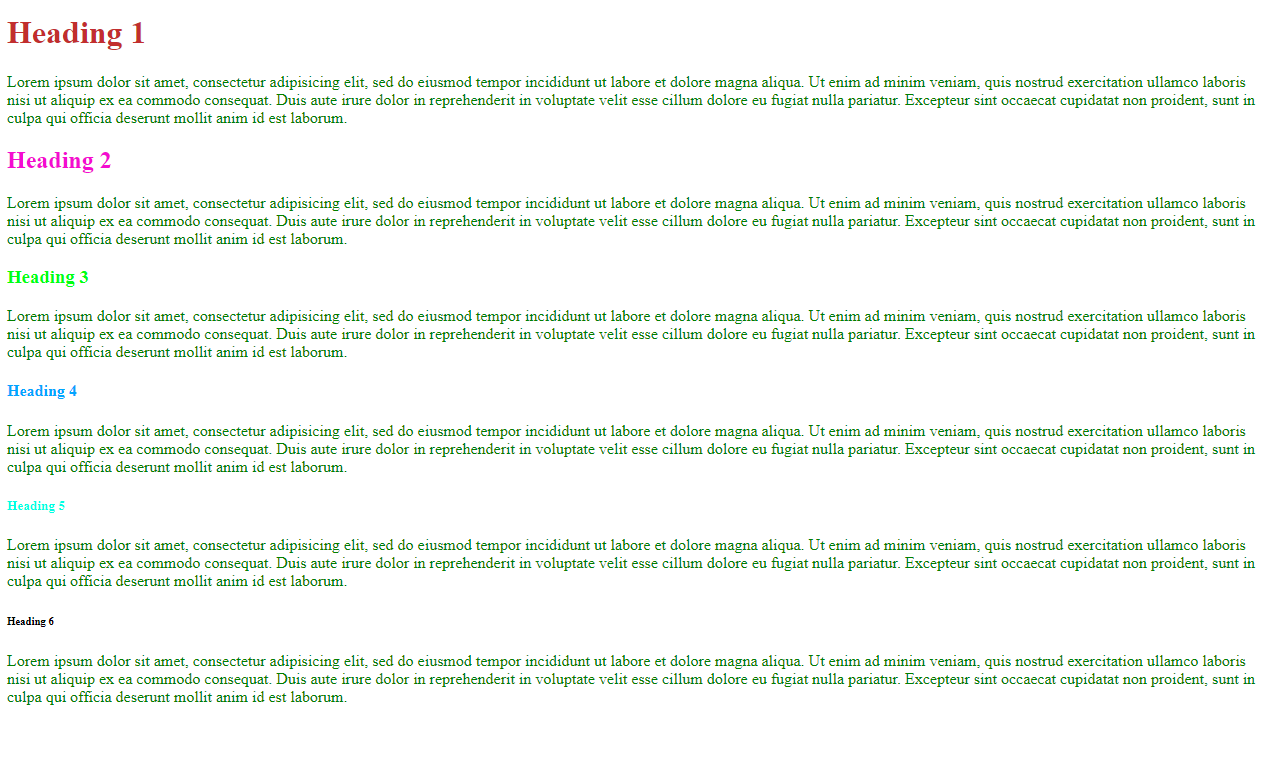 Heading 1
Lorem ipsum dolor sit amet, consectetur adipisicing elit, sed do eiusmod tempor incididunt ut labore et dolore magna aliqua. Ut enim ad minim veniam, quis nostrud exercitation ullamco laboris
nisi ut aliquip ex ea commodo consequat. Duis aute irure dolor in reprehenderit in voluptate velit esse cillum dolore eu fugiat nulla pariatur. Excepteur sint occaecat cupidatat non proident, sunt in
culpa qui officia deserunt mollit anim id est laborum.
Heading 2
Lorem ipsum dolor sit amet, consectetur adipisicing elit, sed do eiusmod tempor incididunt ut labore et dolore magna aliqua. Ut enim ad minim veniam, quis nostrud exercitation ullamco laboris
nisi ut aliquip ex ea commodo consequat. Duis aute irure dolor in reprehenderit in voluptate velit esse cillum dolore eu fugiat nulla pariatur. Excepteur sint occaecat cupidatat non proident, sunt in
culpa qui officia deserunt mollit anim id est laborum.
Heading 3
Lorem ipsum dolor sit amet, consectetur adipisicing elit, sed do eiusmod tempor incididunt ut labore et dolore magna aliqua. Ut enim ad minim veniam, quis nostrud exercitation ullamco laboris
nisi ut aliquip ex ea commodo consequat. Duis aute irure dolor in reprehenderit in voluptate velit esse cillum dolore eu fugiat nulla pariatur. Excepteur sint occaecat cupidatat non proident, sunt in
culpa qui officia deserunt mollit anim id est laborum.
Heading 4
Lorem ipsum dolor sit amet, consectetur adipisicing elit, sed do eiusmod tempor incididunt ut labore et dolore magna aliqua. Ut enim ad minim veniam, quis nostrud exercitation ullamco laboris
nisi ut aliquip ex ea commodo consequat. Duis aute irure dolor in reprehenderit in voluptate velit esse cillum dolore eu fugiat nulla pariatur. Excepteur sint occaecat cupidatat non proident, sunt in
culpa qui officia deserunt mollit anim id est laborum.
Heading 5
Lorem ipsum dolor sit amet, consectetur adipisicing elit, sed do eiusmod tempor incididunt ut labore et dolore magna aliqua. Ut enim ad minim veniam, quis nostrud exercitation ullamco laboris
nisi ut aliquip ex ea commodo consequat. Duis aute irure dolor in reprehenderit in voluptate velit esse cillum dolore eu fugiat nulla pariatur. Excepteur sint occaecat cupidatat non proident, sunt in
culpa qui officia deserunt mollit anim id est laborum.
Heading 6
Lorem ipsum dolor sit amet, consectetur adipisicing elit, sed do eiusmod tempor incididunt ut labore et dolore magna aliqua. Ut enim ad minim veniam, quis nostrud exercitation ullamco laboris
nisi ut aliquip ex ea commodo consequat. Duis aute irure dolor in reprehenderit in voluptate velit esse cillum dolore eu fugiat nulla pariatur. Excepteur sint occaecat cupidatat non proident, sunt in
culpa qui officia deserunt mollit anim id est laborum.